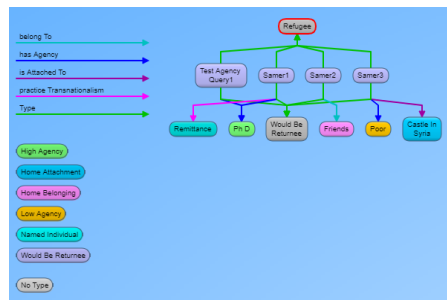 Refugee
belong To
has Agency
is Attached To
practice Transnationalism
Type
Test Agency
Query1
Samer1
Samer2
Samer3
Remittance
Ph D
Would Be
Returnee
Friends
Poor
Castle in
Syria
High Agency
Home Attachment
Home Belonging
Low Agency
Named Individual
Would Be Returnee
No Type